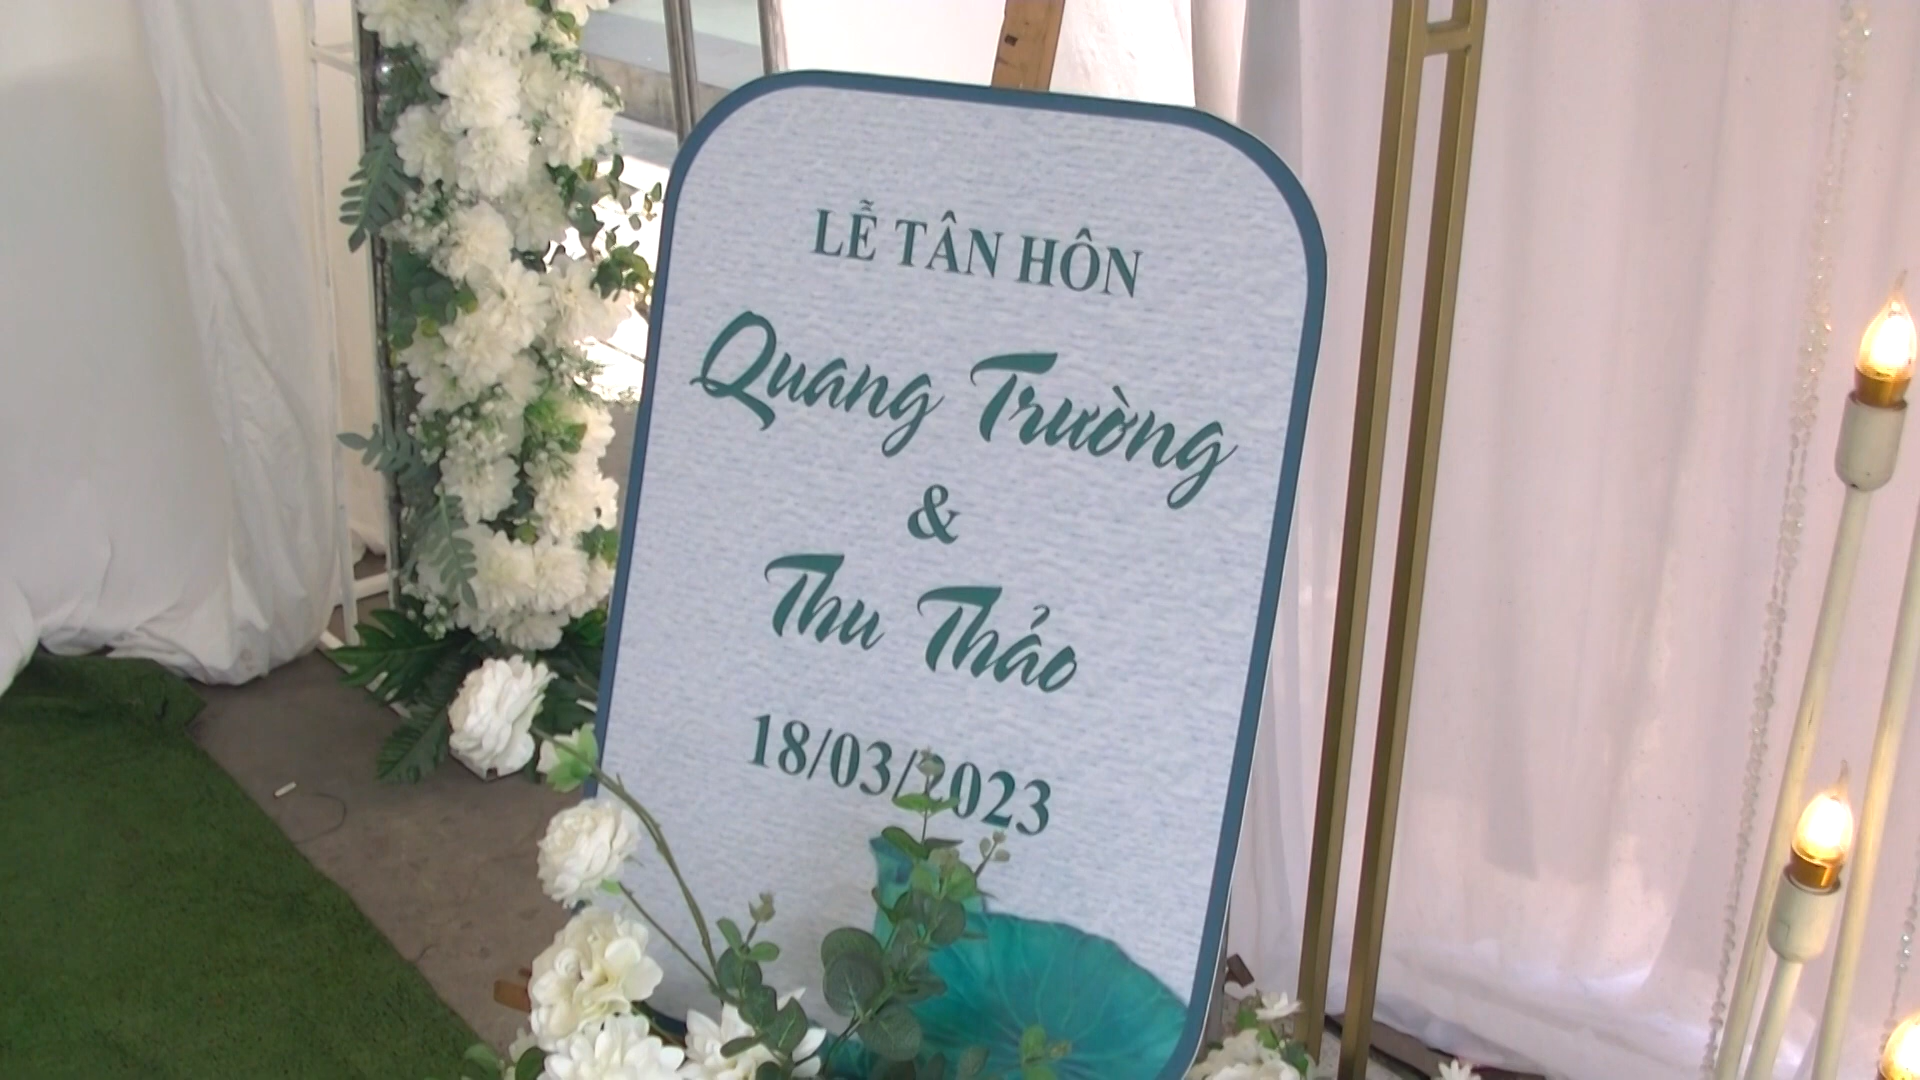 LỄ TÂN HÔN
Quang Trường
&
Thu Thảo
18/03/2023